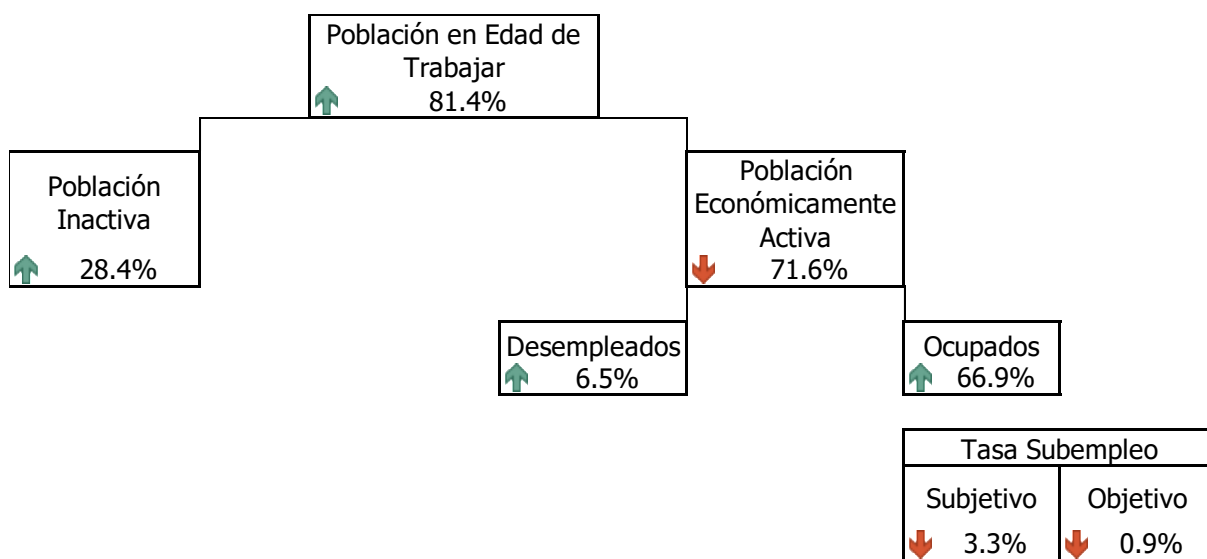 Población en Edad de
Trabajar
81.4%
Población
Inactiva
28.4%
Población
Económicamente
Activa
71.6%
Desempleados
6.5%
Ocupados
66.9%
Tasa Subempleo
Subjetivo
Objetivo
3.3%
0.9%